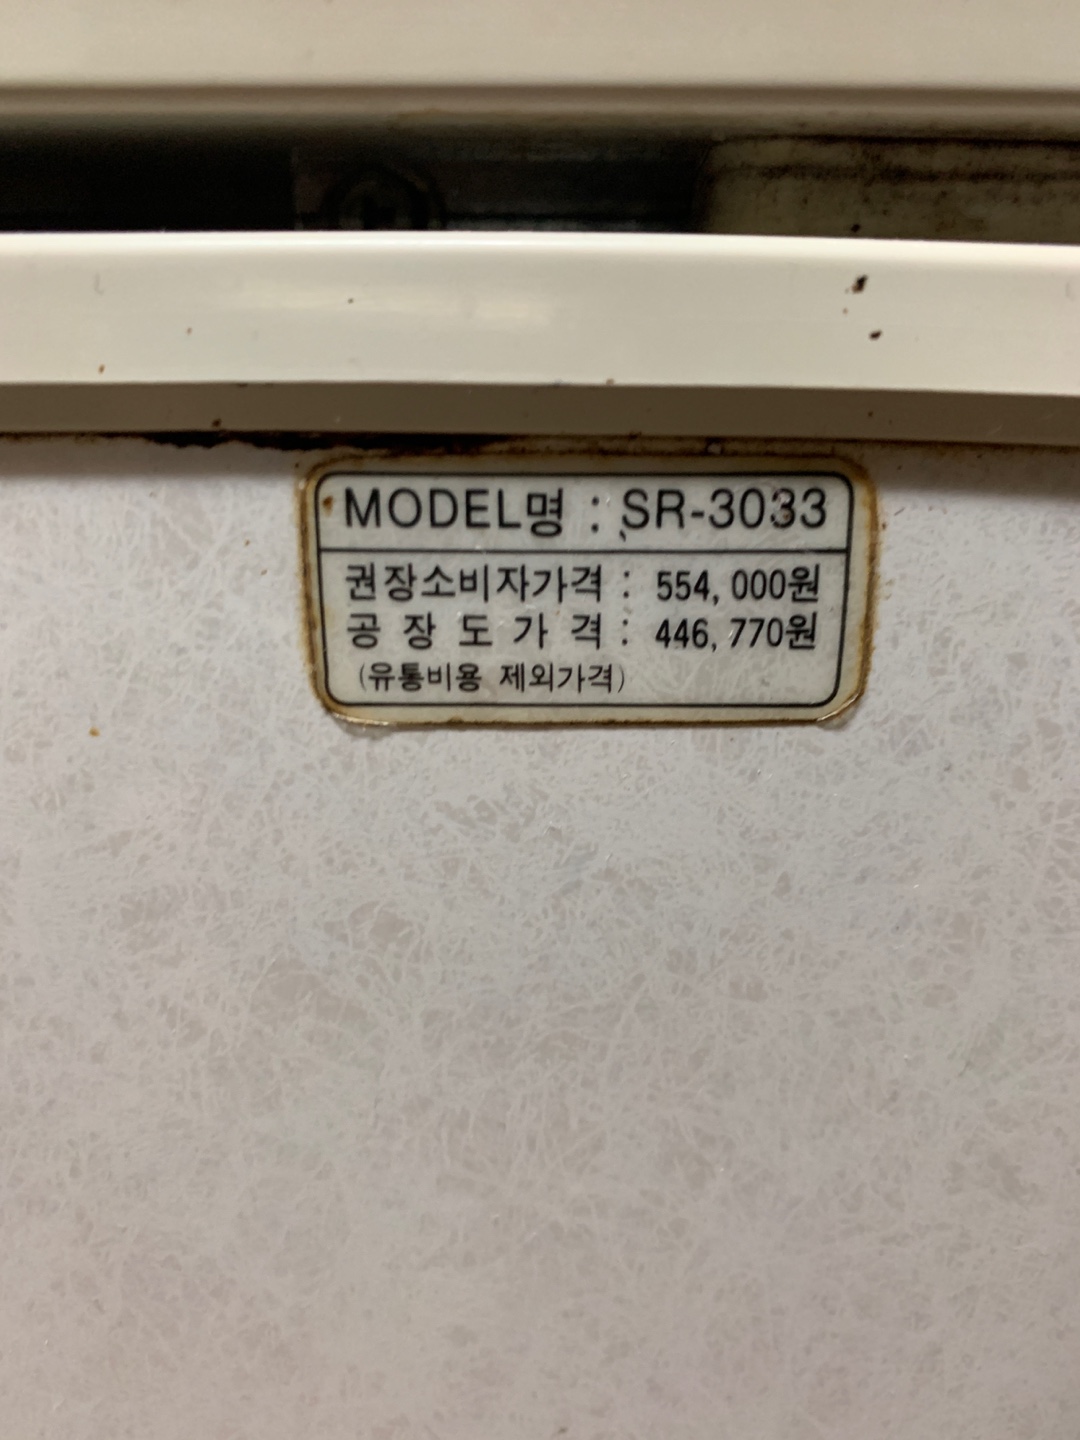 MODEL명 : SR-3033
권장소비자가격 : 554,000원
공 장 도 가 격 : 446,770원
(유통비용 제외가격)